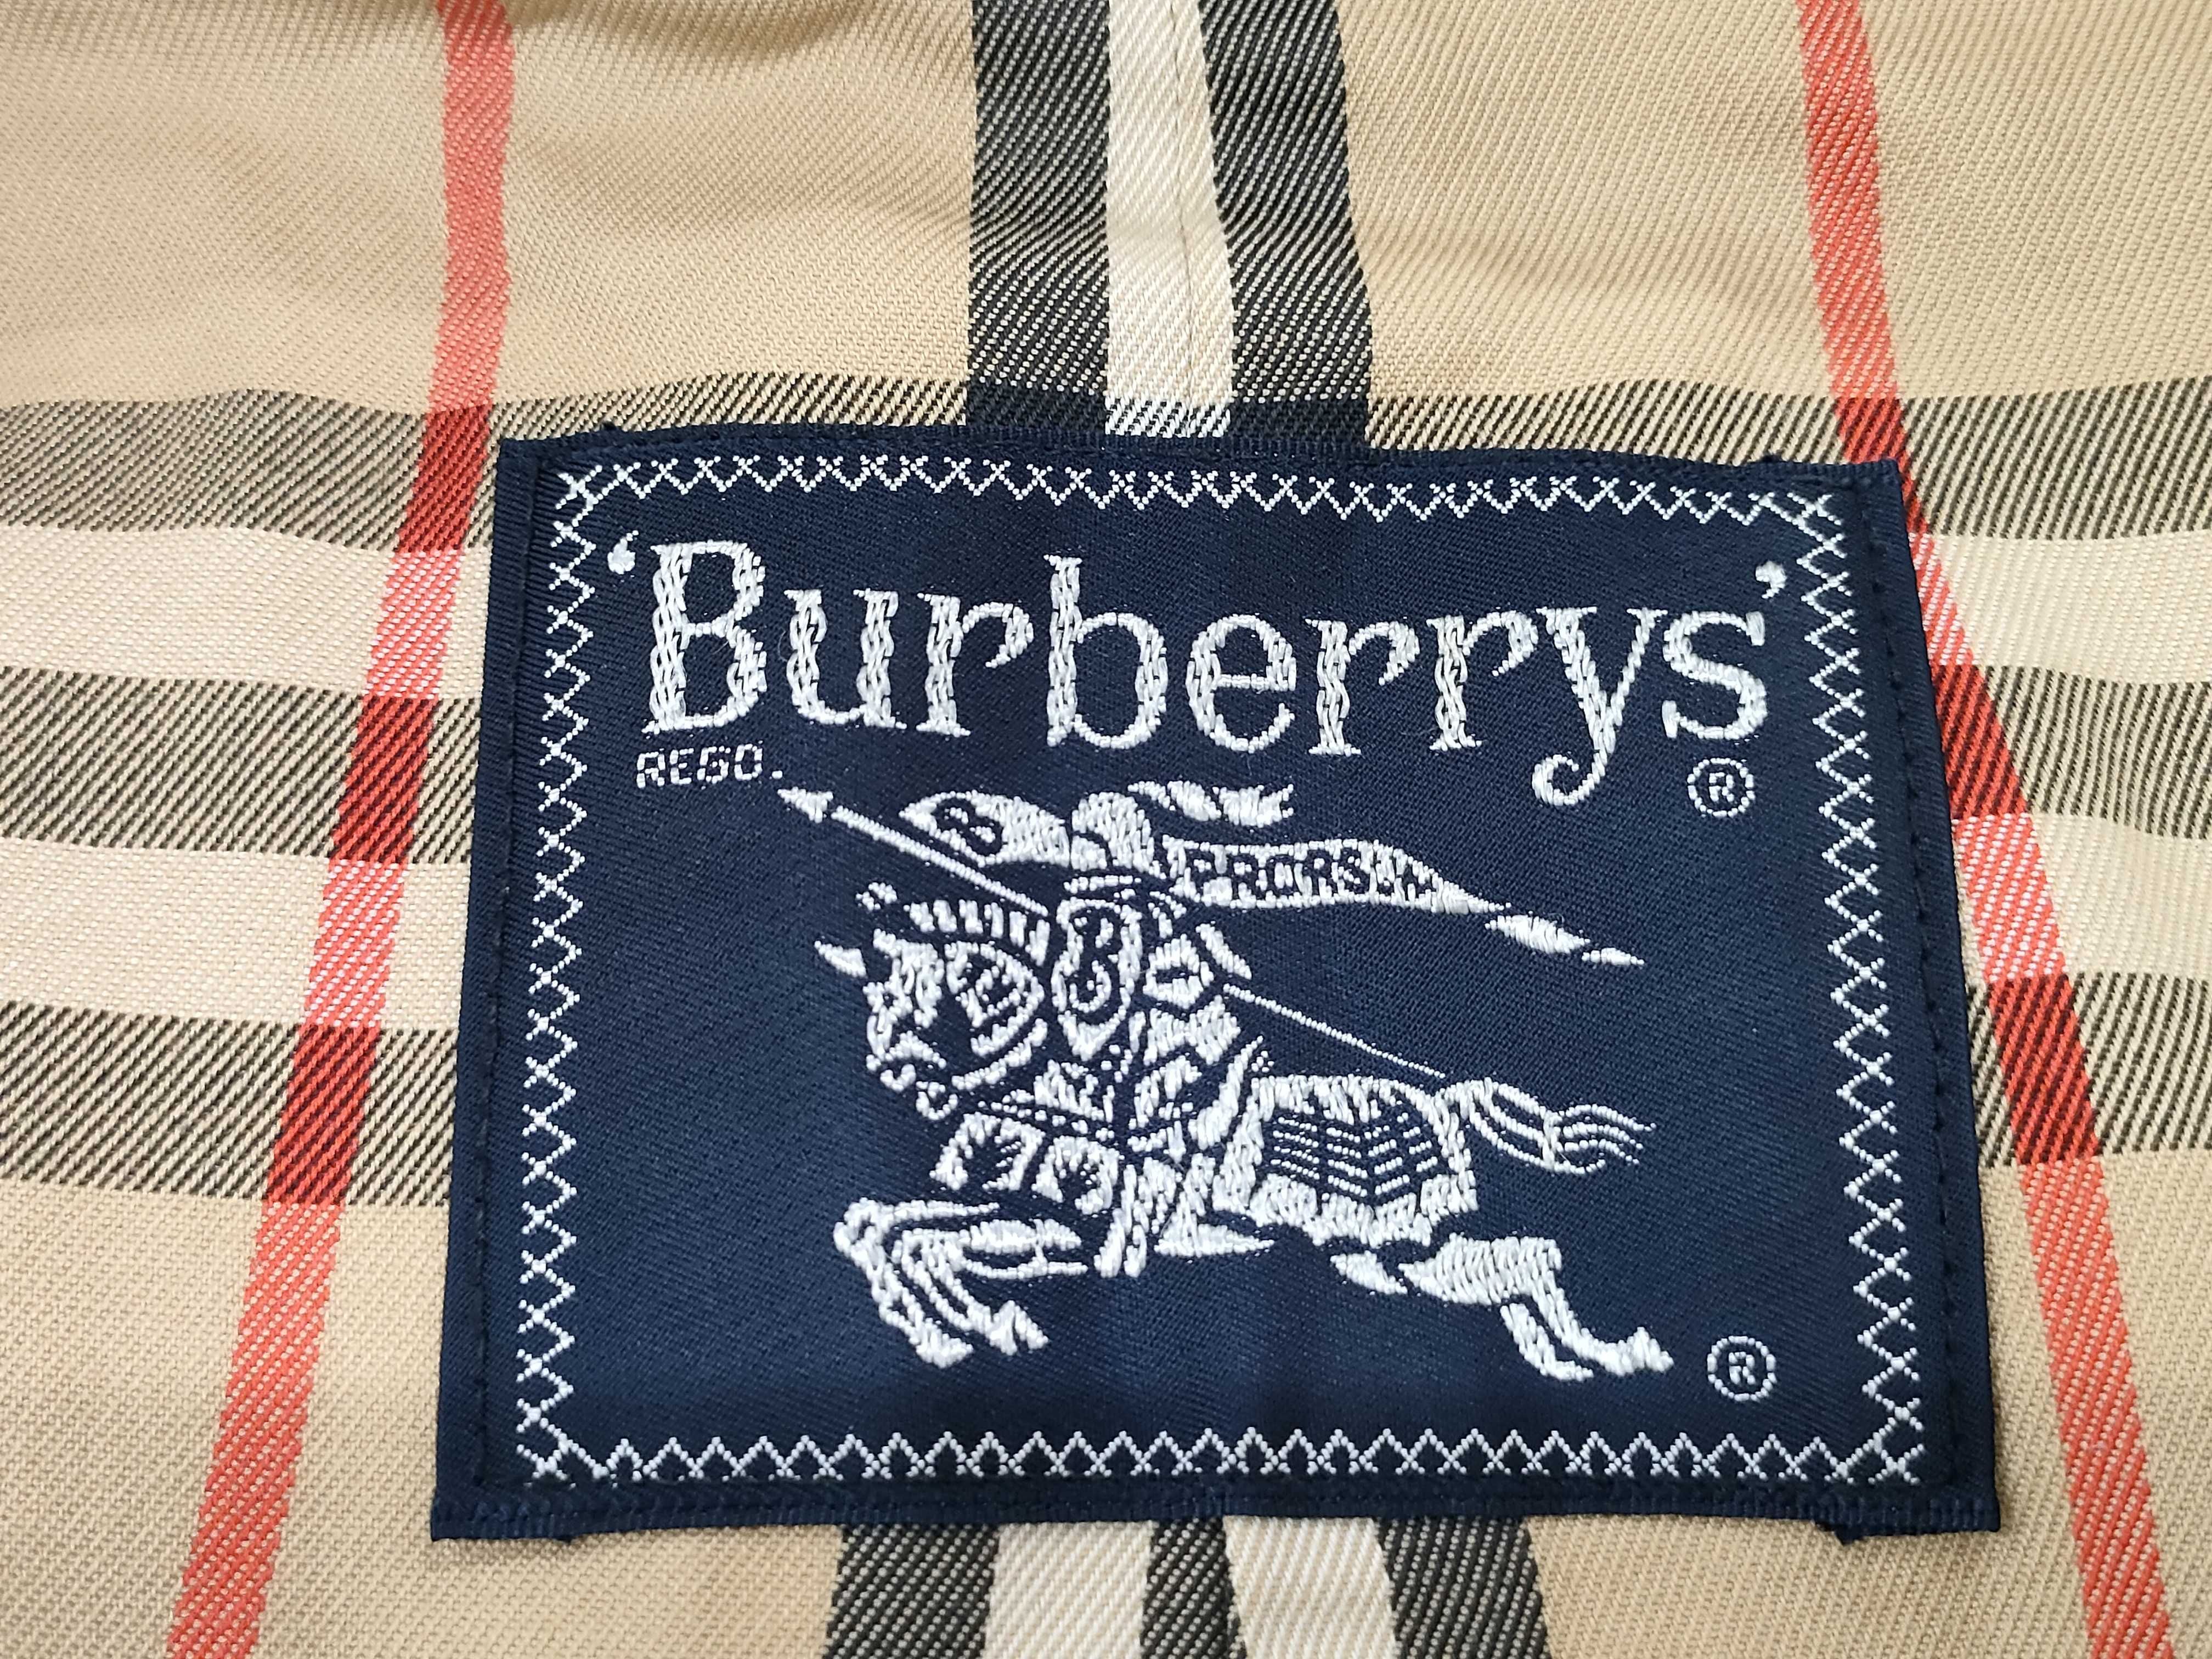 'Burberrys'
REGD.
®
B PRORSUM
B
®